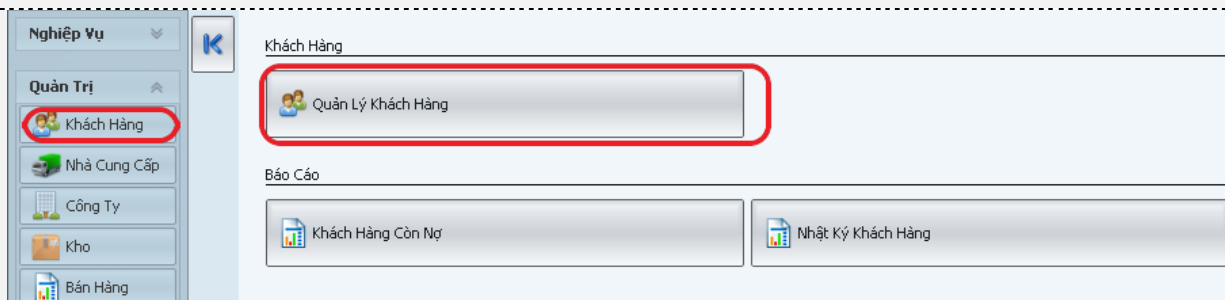 Nghiệp Vụ
Quản Trị
Khách Hàng
Nhà Cung Cấp
Công Ty
Kho
Bán Hàng
Khách Hàng
Quản Lý Khách Hàng
Báo Cáo
Khách Hàng Còn Nợ
Nhật Ký Khách Hàng